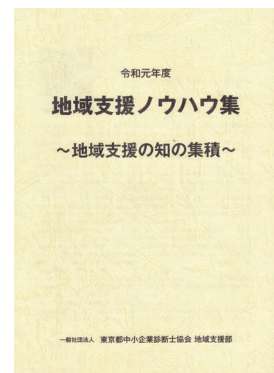 令和元年度
地域支援ノウハウ集
～地域支援の知の集積～
一般社団法人 東京都中小企業診断士協会 地域支援部